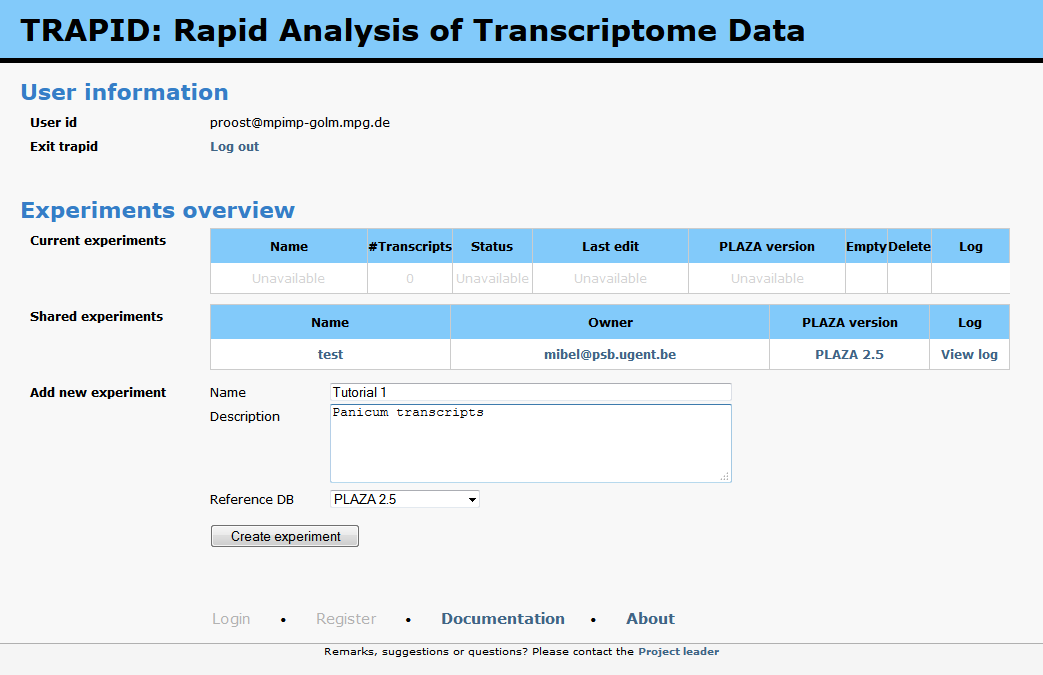 TRAPID: Rapid Analysis of Transcriptome Data
User information
User id proost@mpimp-golm.mpg.de
Exit trapid Log out
Experiments overview
Current experiments
Name #Transcripts Status Last edit PLAZA version Empty Delete Log
Unavailable 0 Unavailable Unavailable Unavailable
Shared experiments
Name Owner PLAZA version Log
test mibel@psb.ugent.be PLAZA 2.5 View log
Add new experiment Name Tutorial 1
Description Panicum transcripts
Reference DB PLAZA 2.5
Create experiment
Login • Register • Documentation • About
Remarks, suggestions or questions? Please contact the Project leader